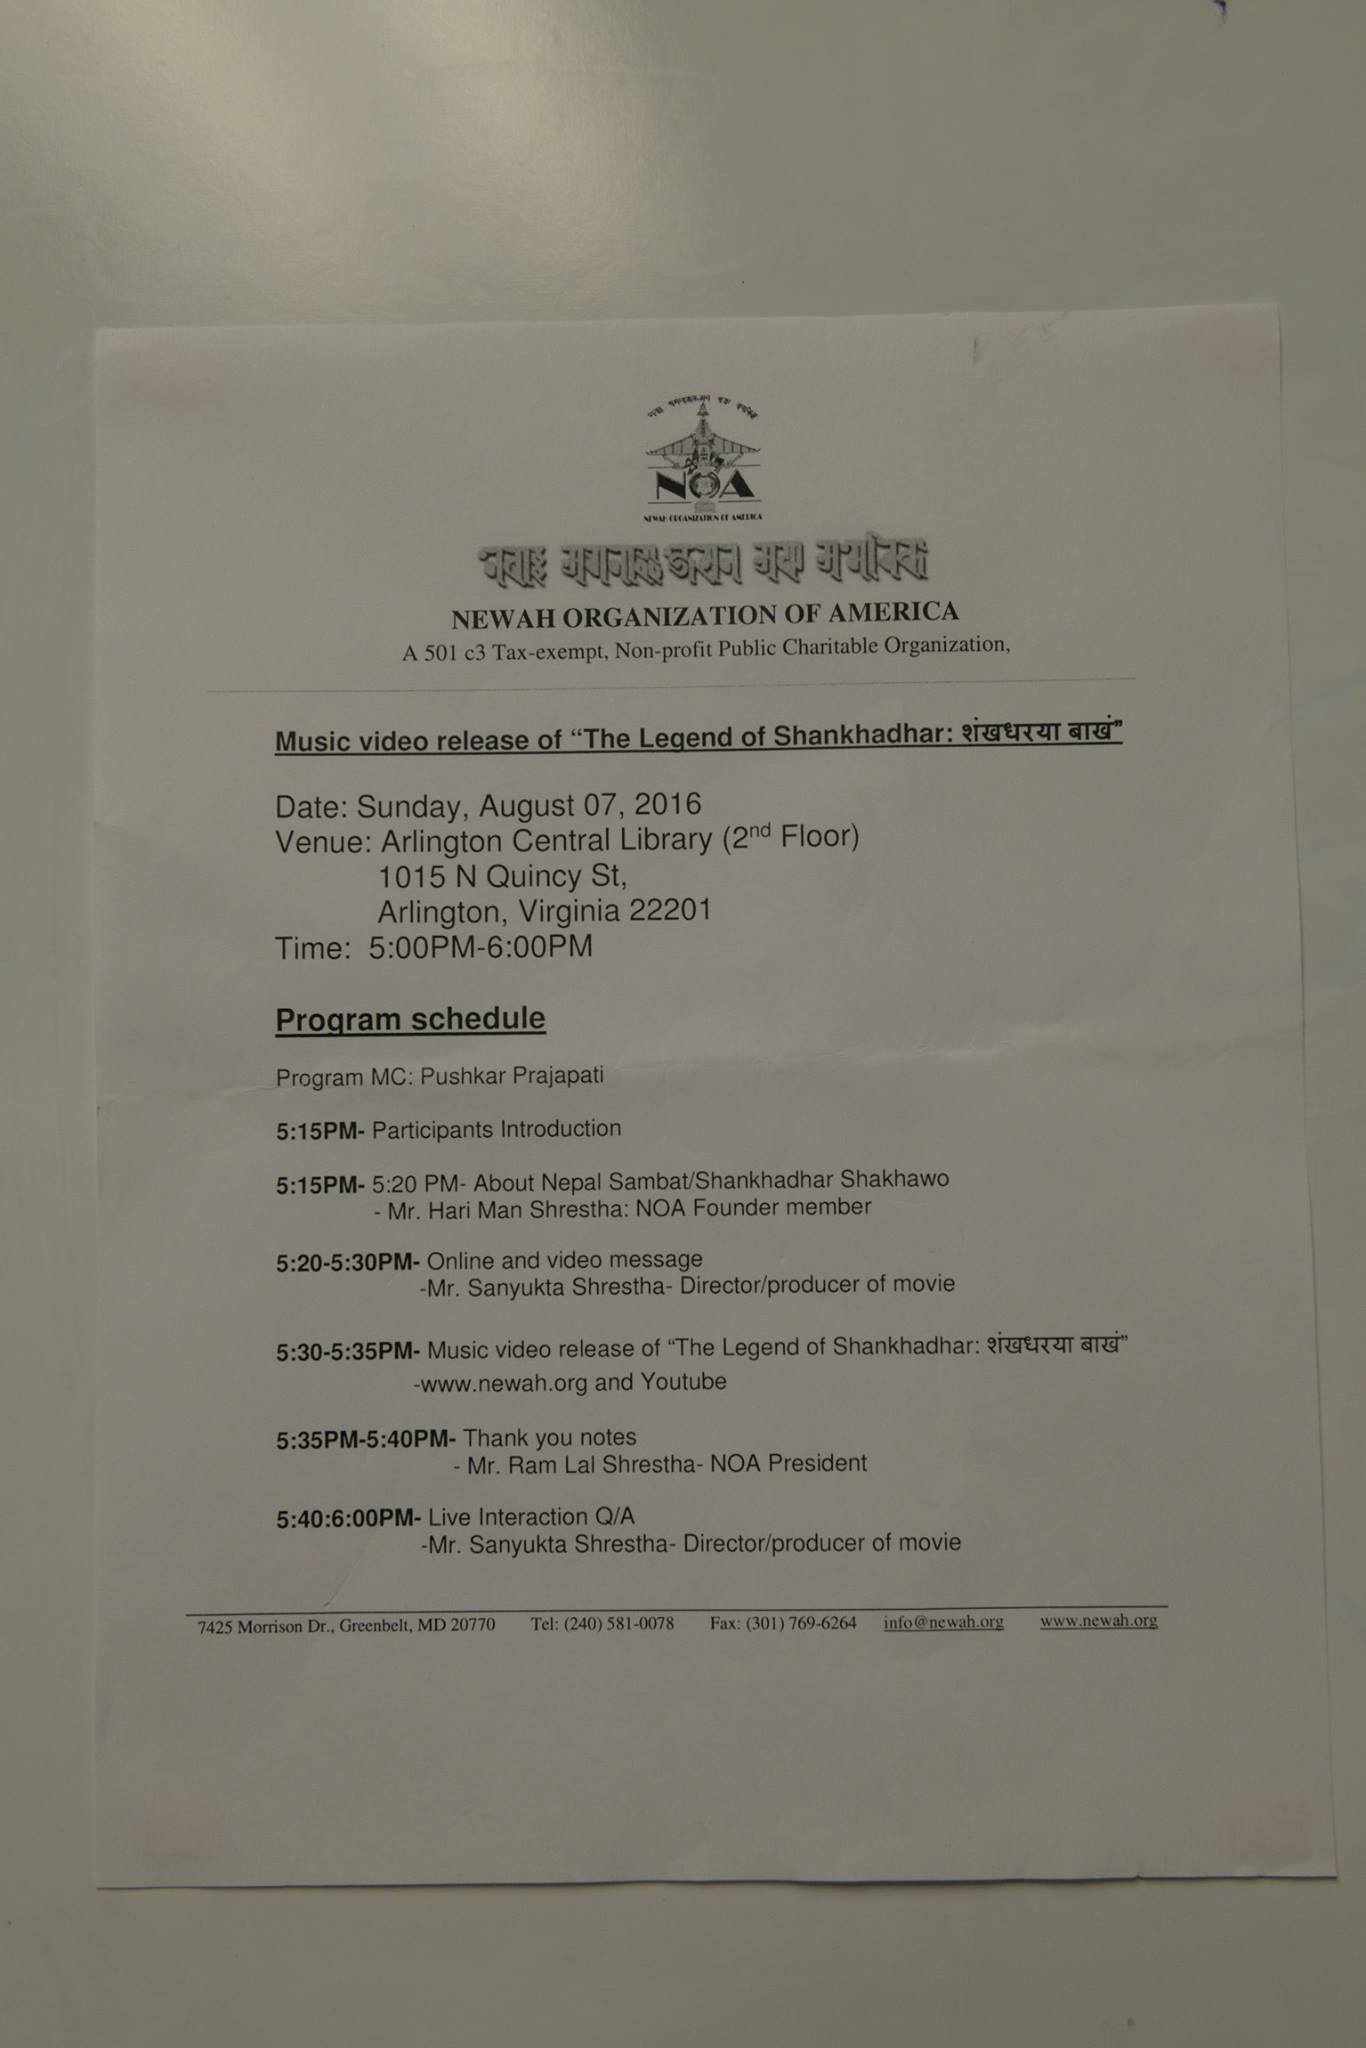 NOA
NEWAH ORGANIZATION OF AMERICA
NEWAH ORGANIZATION OF AMERICA
A 501 c3 Tax-exempt, Non-profit Public Charitable Organization,
Music video release of “The Legend of Shankhadhar: शंखधरया बाखं”
Date: Sunday, August 07, 2016
Venue: Arlington Central Library (2nd Floor)
1015 N Quincy St,
Arlington, Virginia 22201
Time: 5:00PM-6:00PM
Program schedule
Program MC: Pushkar Prajapati
5:15PM- Participants Introduction
5:15PM- 5:20 PM- About Nepal Sambat/Shankhadhar Shakhawo
- Mr. Hari Man Shrestha: NOA Founder member
5:20-5:30PM- Online and video message
-Mr. Sanyukta Shrestha- Director/producer of movie
5:30-5:35PM- Music video release of “The Legend of Shankhadhar: शंखधरया बाखं”
-www.newah.org and Youtube
5:35PM-5:40PM- Thank you notes
- Mr. Ram Lal Shrestha- NOA President
5:40:6:00PM- Live Interaction Q/A
-Mr. Sanyukta Shrestha- Director/producer of movie
7425 Morrison Dr., Greenbelt, MD 20770 Tel: (240) 581-0078 Fax: (301) 769-6264 info@newah.org www.newah.org